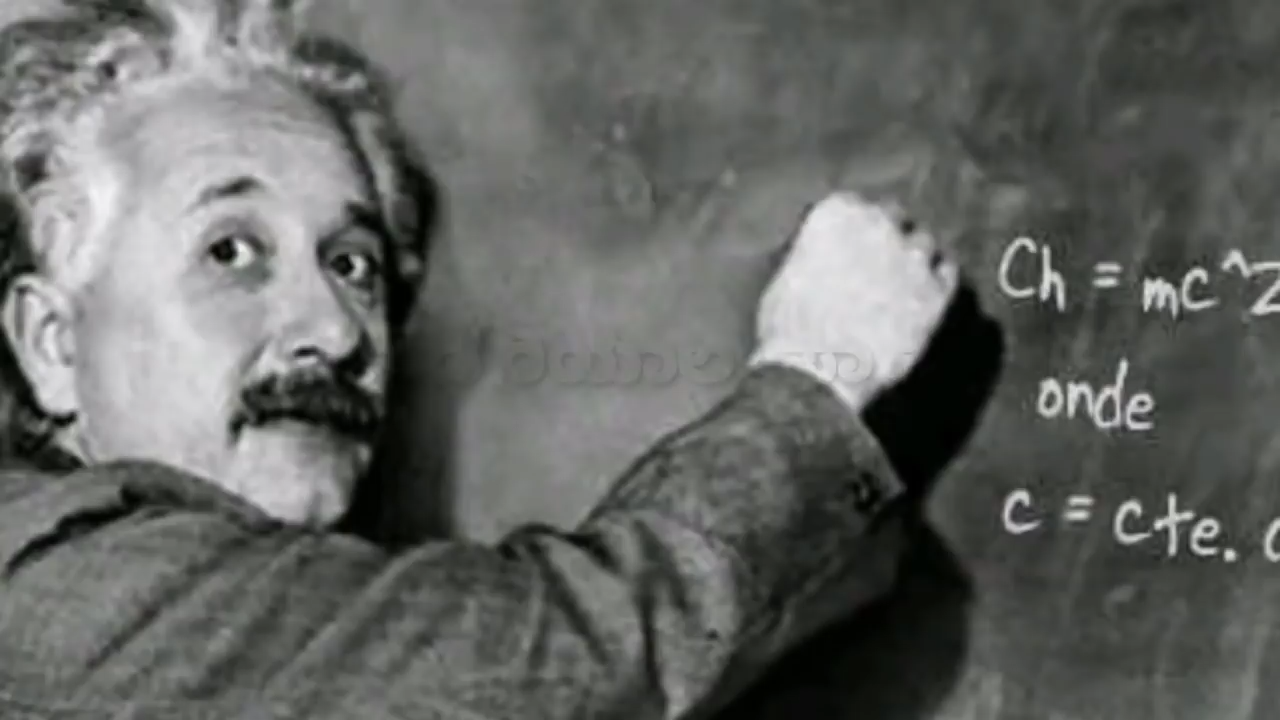 Ch = mc^2
onde
c = cte.